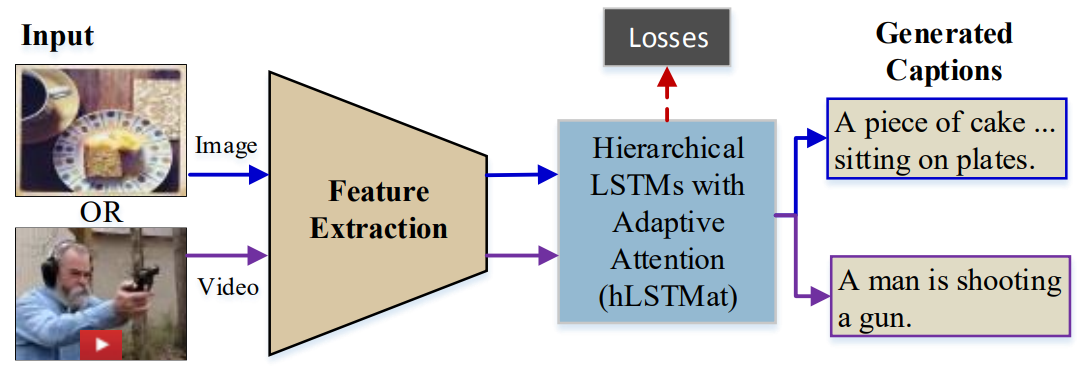 Input
Image
OR
Video
Feature
Extraction
Losses
Hierarchical
LSTMs with
Adaptive
Attention
(hLSTMat)
Generated
Captions
A piece of cake ...
sitting on plates.
A man is shooting
a gun.